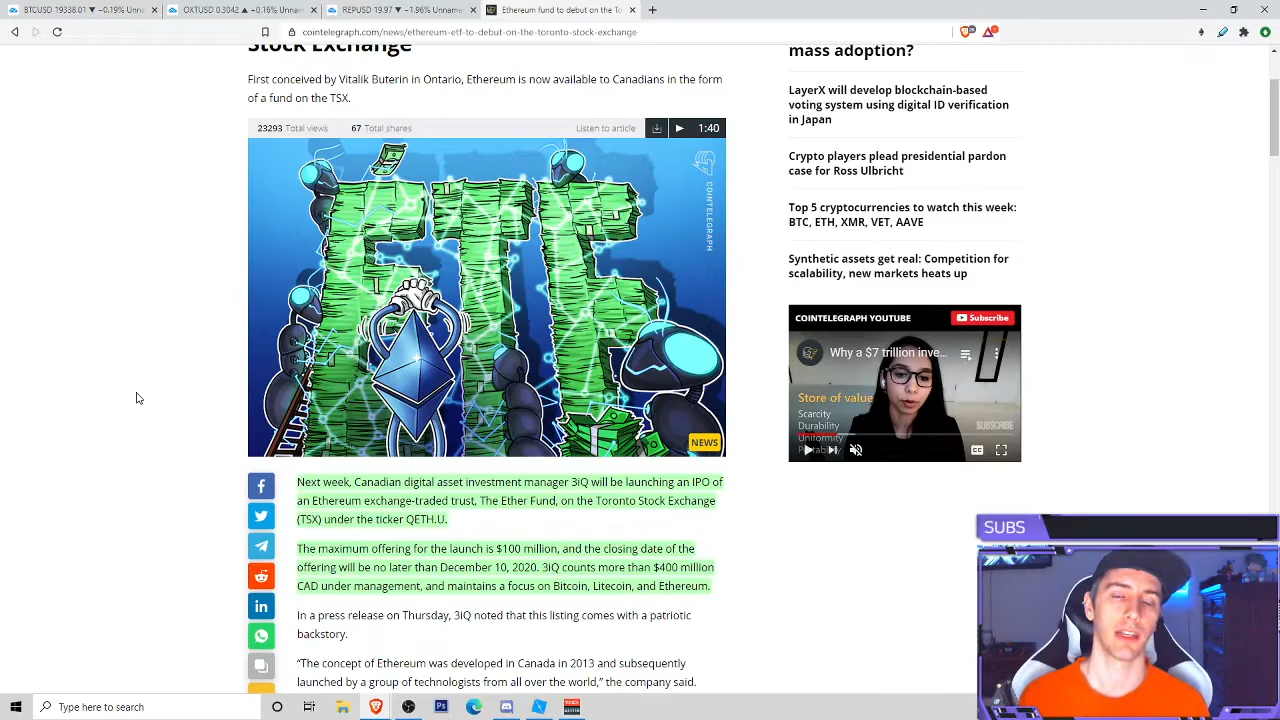 BTCUSD 19338.01 ▼ −0.19% Unne
OXTUSD 0.3042 ▲ +0.16% Unnam
REPUSD 19.97 ▼ −1.96% Unname
Ethereum ETF to debut on the To
cointelegraph.com/news/ethereum-etf-to-debut-on-the-toronto-stock-exchange
Stock Exchange
First conceived by Vitalik Buterin in Ontario, Ethereum is now available to Canadians in the form
of a fund on the TSX.
23293 Total views
67 Total shares
Listen to article
1:40
COINTELEGRAPH
NEWS
Next week, Canadian digital asset investment manager 3iQ will be launching an IPO of
an Ethereum exchange-traded trust, The Ether Fund, on the Toronto Stock Exchange
(TSX) under the ticker QETH.U.
The maximum offering for the launch is $100 million, and the closing date of the
offering will be no later than December 10, 2020. 3iQ counts more than $400 million
CAD under management, and maintains a focus on Bitcoin, Litecoin, and Ethereum.
In a press release on Thursday, 3iQ noted that this listing comes with a patriotic
backstory.
“The concept of Ethereum was developed in Canada in 2013 and subsequently
launched by a group of technologists from all over the world,” the company said.
mass adoption?
LayerX will develop blockchain-based
voting system using digital ID verification
in Japan
Crypto players plead presidential pardon
case for Ross Ulbricht
Top 5 cryptocurrencies to watch this week:
BTC, ETH, XMR, VET, AAVE
Synthetic assets get real: Competition for
scalability, new markets heats up
COINTELEGRAPH YOUTUBE
Subscribe
Why a $7 trillion inve...
Store of value
Scarcity
Durability
Uniformity
Portability
SUBSCRIBE
SUBS
Type here to search